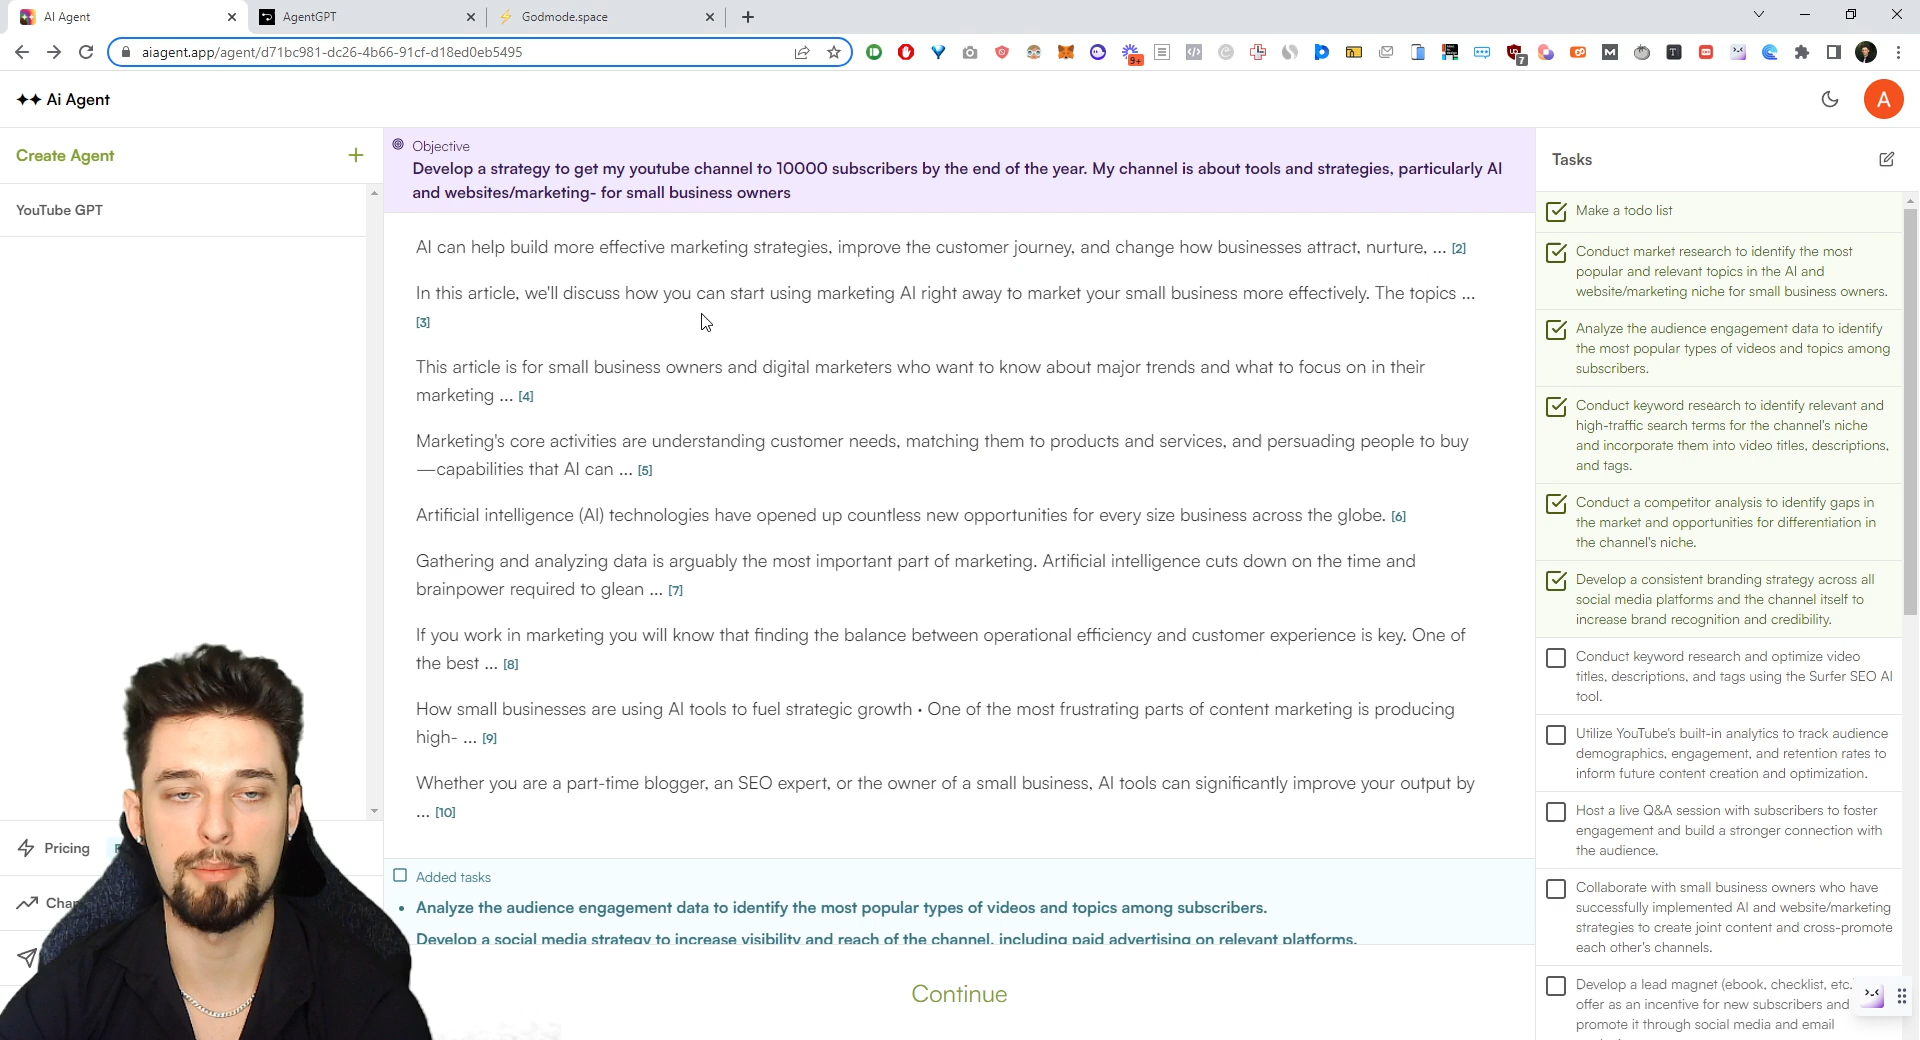 AI Agent
AgentGPT
Godmode.space
aiagent.app/agent/d71bc981-dc26-4b66-91cf-d18ed0eb5495
9+
7
Ai Agent
A
Create Agent
YouTube GPT
Pricing
Objective
Develop a strategy to get my youtube channel to 10000 subscribers by the end of the year. My channel is about tools and strategies, particularly AI
and websites/marketing- for small business owners
AI can help build more effective marketing strategies, improve the customer journey, and change how businesses attract, nurture, ... [2]
In this article, we'll discuss how you can start using marketing AI right away to market your small business more effectively. The topics ...
[3]
This article is for small business owners and digital marketers who want to know about major trends and what to focus on in their
marketing ... [4]
Marketing's core activities are understanding customer needs, matching them to products and services, and persuading people to buy
—capabilities that AI can ... [5]
Artificial intelligence (AI) technologies have opened up countless new opportunities for every size business across the globe. [6]
Gathering and analyzing data is arguably the most important part of marketing. Artificial intelligence cuts down on the time and
brainpower required to glean ... [7]
If you work in marketing you will know that finding the balance between operational efficiency and customer experience is key. One of
the best ... [8]
How small businesses are using AI tools to fuel strategic growth · One of the most frustrating parts of content marketing is producing
high- ... [9]
Whether you are a part-time blogger, an SEO expert, or the owner of a small business, AI tools can significantly improve your output by
... [10]
Added tasks
• Analyze the audience engagement data to identify the most popular types of videos and topics among subscribers.
Develop a social media strategy to increase visibility and reach of the channel, including paid advertising on relevant platforms.
Continue
Tasks
Make a todo list
Conduct market research to identify the most
popular and relevant topics in the AI and
website/marketing niche for small business owners.
Analyze the audience engagement data to identify
the most popular types of videos and topics among
subscribers.
Conduct keyword research to identify relevant and
high-traffic search terms for the channel's niche
and incorporate them into video titles, descriptions,
and tags.
Conduct a competitor analysis to identify gaps in
the market and opportunities for differentiation in
the channel's niche.
Develop a consistent branding strategy across all
social media platforms and the channel itself to
increase brand recognition and credibility.
Conduct keyword research and optimize video
titles, descriptions, and tags using the Surfer SEO AI
tool.
Utilize YouTube's built-in analytics to track audience
demographics, engagement, and retention rates to
inform future content creation and optimization.
Host a live Q&A session with subscribers to foster
engagement and build a stronger connection with
the audience.
Collaborate with small business owners who have
successfully implemented AI and website/marketing
strategies to create joint content and cross-promote
each other's channels.
Develop a lead magnet (ebook, checklist, etc.
offer as an incentive for new subscribers and
promote it through social media and email